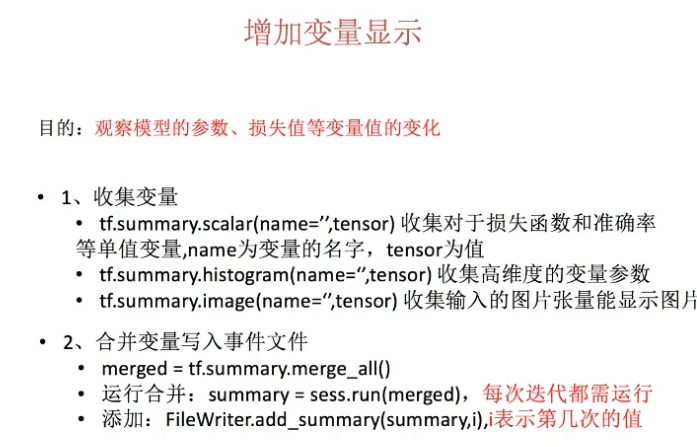 增加变量显示
目的：观察模型的参数、损失值等变量值的变化
• 1、收集变量
• tf.summary.scalar(name=’’,tensor) 收集对于损失函数和准确率
等单值变量,name为变量的名字，tensor为值
• tf.summary.histogram(name=‘’,tensor) 收集高维度的变量参数
• tf.summary.image(name=‘’,tensor) 收集输入的图片张量能显示图片
• 2、合并变量写入事件文件
• merged = tf.summary.merge_all()
• 运行合并：summary = sess.run(merged)，每次迭代都需运行
• 添加：FileWriter.add_summary(summary,i),i表示第几次的值